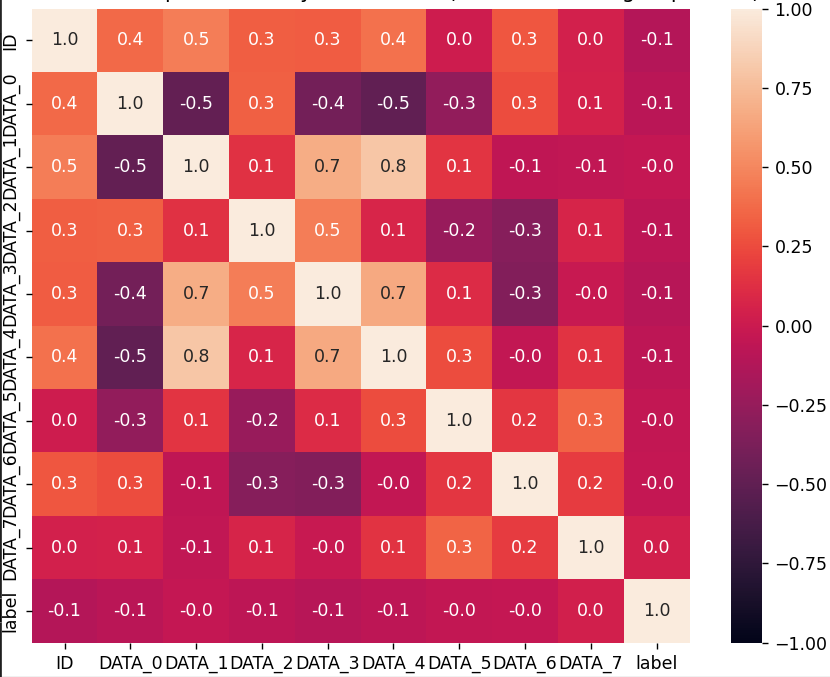 ID 1.0 0.4 0.5 0.3 0.3 0.4 0.0 0.3 0.0 -0.1
DATA_0 0.4 1.0 -0.5 0.3 -0.4 -0.5 -0.3 0.3 0.1 -0.1
DATA_1 0.5 -0.5 1.0 0.1 0.7 0.8 0.1 -0.1 -0.1 -0.0
DATA_2 0.3 0.3 0.1 1.0 0.5 0.1 -0.2 -0.3 0.1 -0.1
DATA_3 0.3 -0.4 0.7 0.5 1.0 0.7 0.1 -0.3 -0.0 -0.1
DATA_4 0.4 -0.5 0.8 0.1 0.7 1.0 0.3 -0.0 0.1 -0.1
DATA_5 0.0 -0.3 0.1 -0.2 0.1 0.3 1.0 0.2 0.3 -0.0
DATA_6 0.3 0.3 -0.1 -0.3 -0.3 -0.0 0.2 1.0 0.2 -0.0
DATA_7 0.0 0.1 -0.1 0.1 -0.0 0.1 0.3 0.2 1.0 0.0
label -0.1 -0.1 -0.0 -0.1 -0.1 -0.1 -0.0 -0.0 0.0 1.0
ID DATA_0 DATA_1 DATA_2 DATA_3 DATA_4 DATA_5 DATA_6 DATA_7 label
1.00
0.75
0.50
0.25
0.00
−0.25
−0.50
−0.75
−1.00